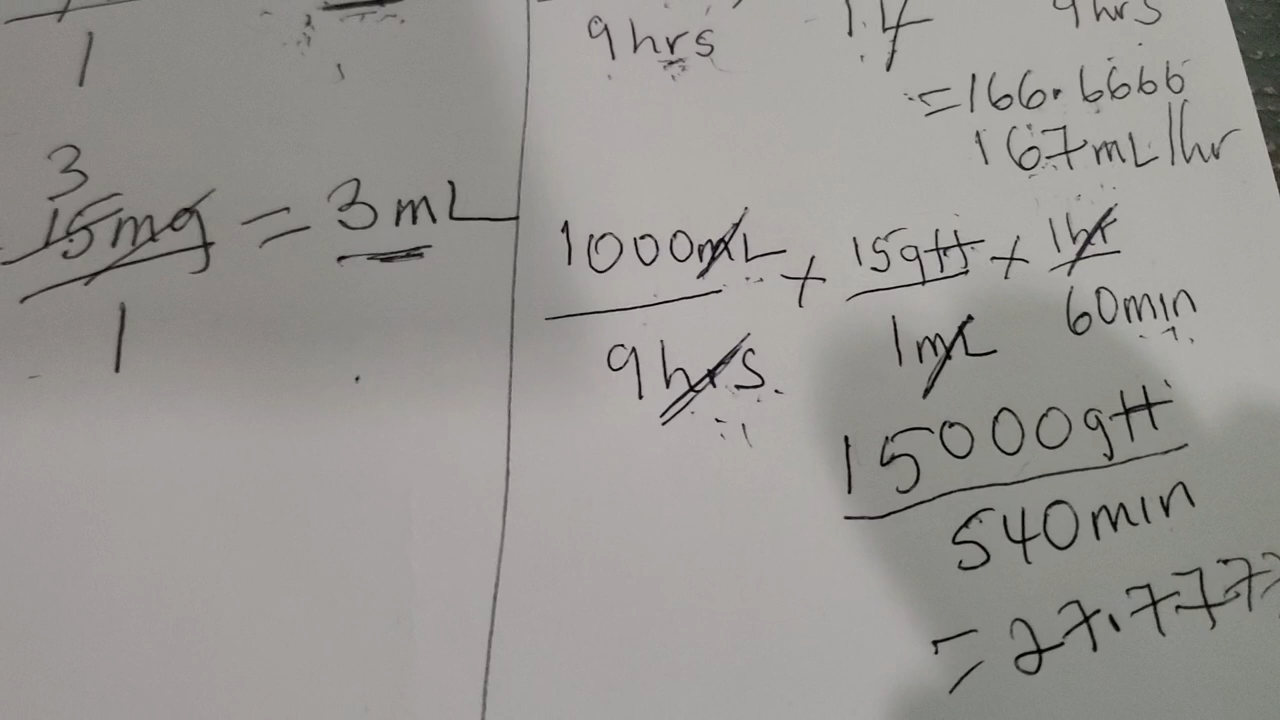 1
3
15mg = 3mL
1
9hrs 1.4 9hrs
=166.6666
167mL/hr
1000mL × 15gtt × 1hr
9hrs 1mL 60min
15000gtt
540min
=27.7777